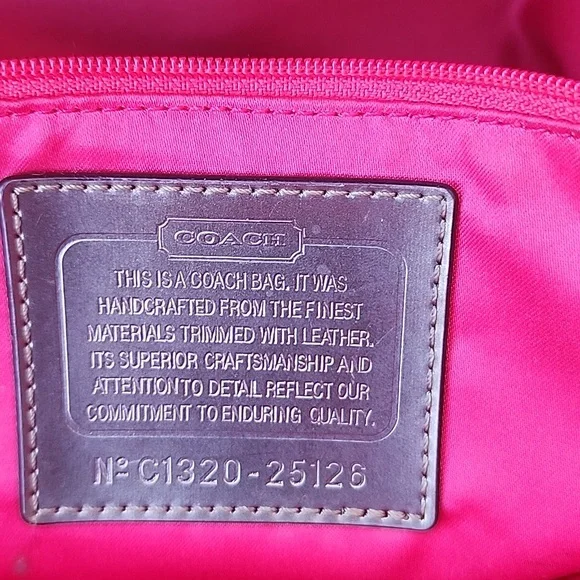 COACH
THIS IS A COACH BAG. IT WAS
HANDCRAFTED FROM THE FINEST
MATERIALS TRIMMED WITH LEATHER.
ITS SUPERIOR CRAFTSMANSHIP AND
ATTENTION TO DETAIL REFLECT OUR
COMMITMENT TO ENDURING QUALITY.
Nº C1320-25126